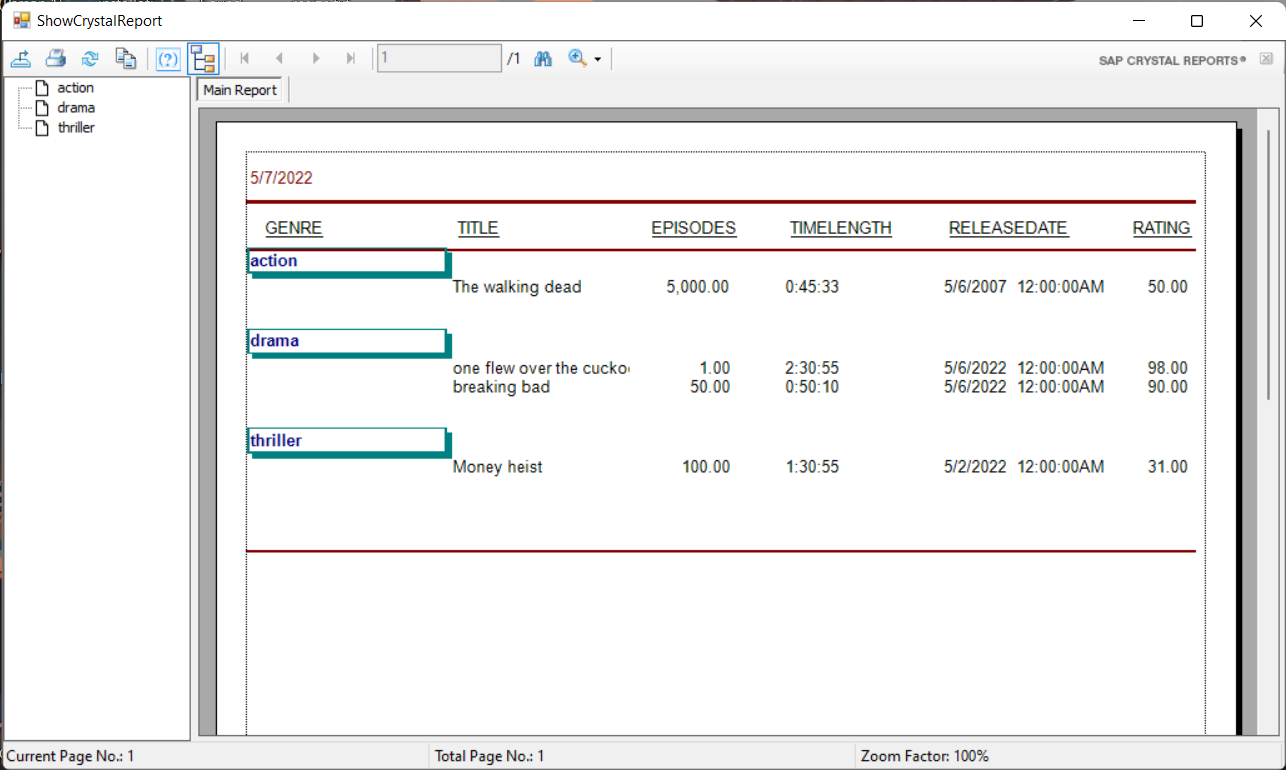 ShowCrystalReport
1 /1 SAP CRYSTAL REPORTS®
action
drama
thriller
Main Report
5/7/2022
GENRE TITLE EPISODES TIMELENGTH RELEASEDATE RATING
action
The walking dead 5,000.00 0:45:33 5/6/2007 12:00:00AM 50.00
drama
one flew over the cucko 1.00 2:30:55 5/6/2022 12:00:00AM 98.00
breaking bad 50.00 0:50:10 5/6/2022 12:00:00AM 90.00
thriller
Money heist 100.00 1:30:55 5/2/2022 12:00:00AM 31.00
Current Page No.: 1 Total Page No.: 1 Zoom Factor: 100%